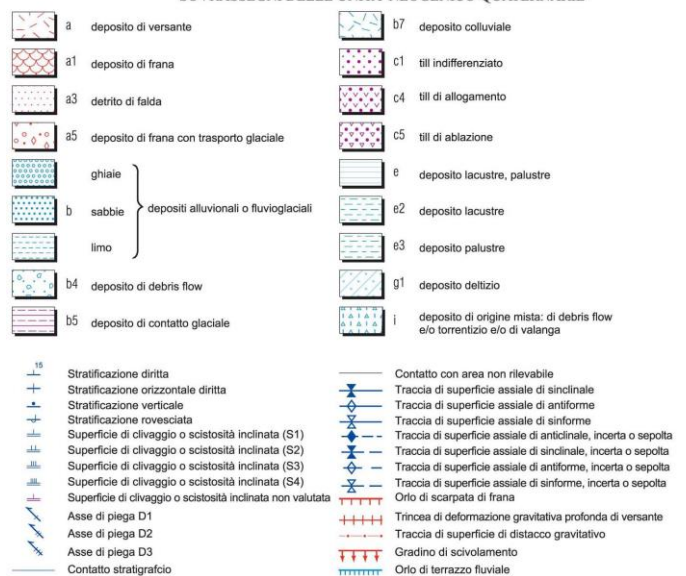 a deposito di versante
a1 deposito di frana
a3 detrito di falda
a5 deposito di frana con trasporto glaciale
ghiaie
b sabbie
limo
depositi alluvionali o fluvioglaciali
b4 deposito di debris flow
b5 deposito di contatto glaciale
b7 deposito colluviale
c1 till indifferenziato
c4 till di allogamento
c5 till di ablazione
e deposito lacustre, palustre
e2 deposito lacustre
e3 deposito palustre
g1 deposito deltizio
i deposito di origine mista: di debris flow
e/o torrentizio e/o di valanga
15
Stratificazione diritta
Stratificazione orizzontale diritta
Stratificazione verticale
Stratificazione rovesciata
Superficie di clivaggio o scistosità inclinata (S1)
Superficie di clivaggio o scistosità inclinata (S2)
Superficie di clivaggio o scistosità inclinata (S3)
Superficie di clivaggio o scistosità inclinata (S4)
Superficie di clivaggio o scistosità inclinata non valutata
Asse di piega D1
Asse di piega D2
Asse di piega D3
Contatto stratigrafcio
Contatto con area non rilevabile
Traccia di superficie assiale di sinclinale
Traccia di superficie assiale di antiforme
Traccia di superficie assiale di sinforme
Traccia di superficie assiale di anticlinale, incerta o sepolta
Traccia di superficie assiale di sinclinale, incerta o sepolta
Traccia di superficie assiale di antiforme, incerta o sepolta
Traccia di superficie assiale di sinforme, incerta o sepolta
Orlo di scarpata di frana
Trincea di deformazione gravitativa profonda di versante
Traccia di superficie di distacco gravitativo
Gradino di scivolamento
Orlo di terrazzo fluviale